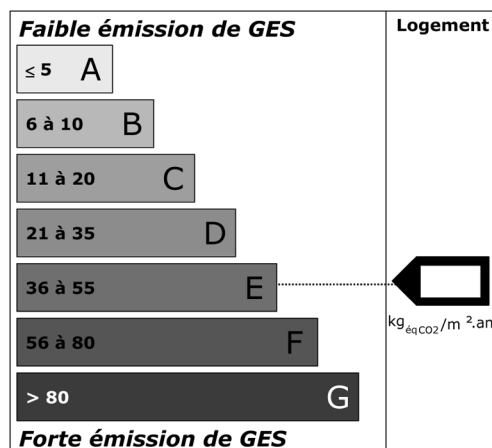 Faible émission de GES
Logement
≤ 5 A
6 à 10 B
11 à 20 C
21 à 35 D
36 à 55 E
56 à 80 F
> 80 G
kgéqCO2/m ².an
Forte émission de GES